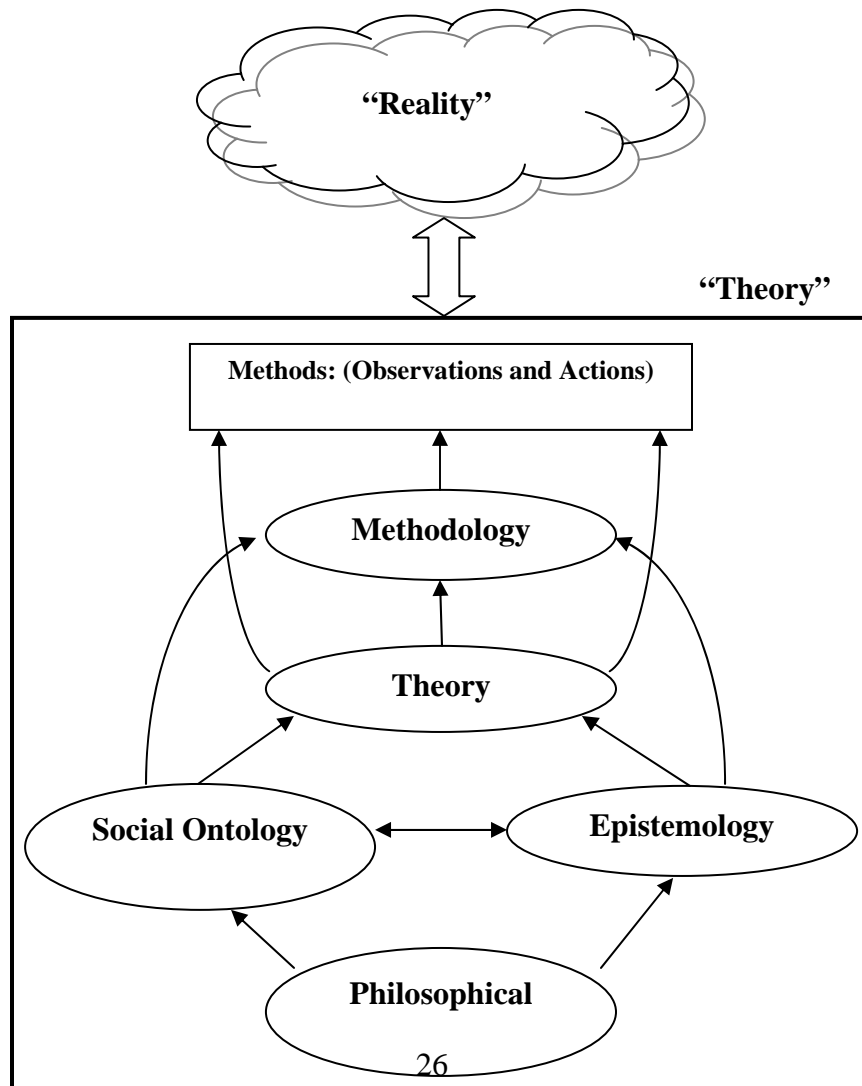 “Reality”
“Theory”
Methods: (Observations and Actions)
Methodology
Theory
Social Ontology
Epistemology
Philosophical
26